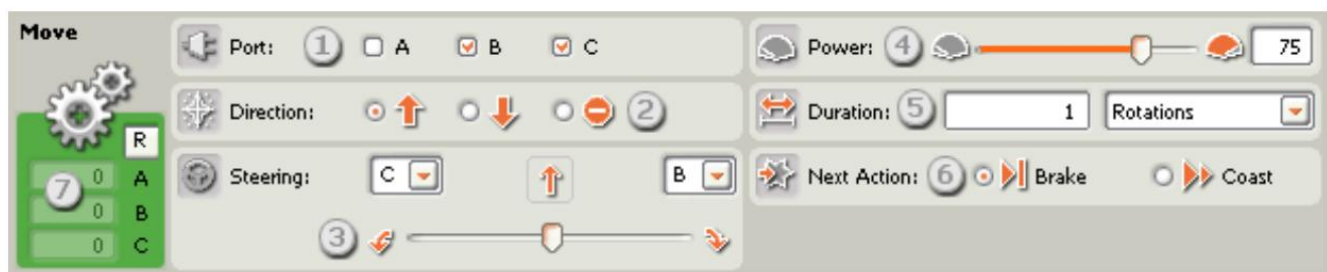 Move
Port: 1 A B C
Power: 4 75
Direction: 2
Duration: 5 1 Rotations
R
Steering: C B
Next Action: 6 Brake Coast
7 0 A
0 B
3
0 C